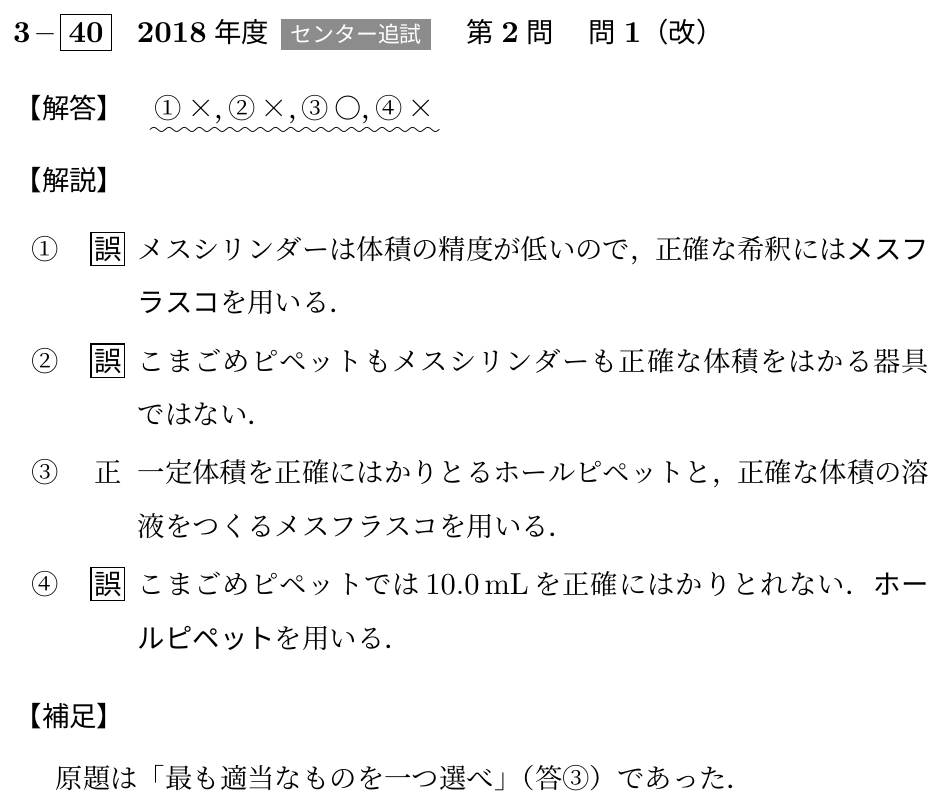 3–40 2018 年度 センター追試 第 2 問 問 1（改）
【解答】 ① ×, ② ×, ③ ○, ④ ×
【解説】
① 誤 メスシリンダーは体積の精度が低いので，正確な希釈にはメスフ
ラスコを用いる．
② 誤 こまごめピペットもメスシリンダーも正確な体積をはかる器具
ではない．
③ 正 一定体積を正確にはかりとるホールピペットと，正確な体積の溶
液をつくるメスフラスコを用いる．
④ 誤 こまごめピペットでは 10.0 mL を正確にはかりとれない．ホー
ルピペットを用いる．
【補足】
原題は「最も適当なものを一つ選べ」（答③）であった．